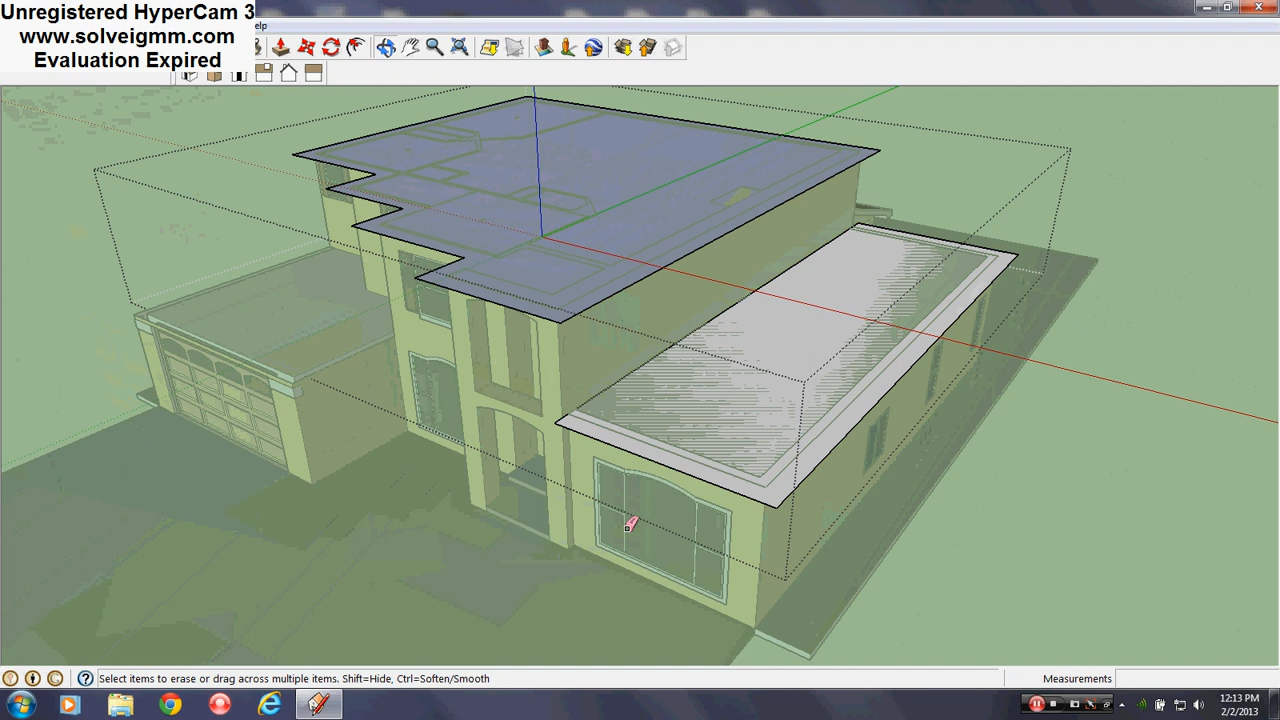 Unregistered HyperCam 3
www.solveigmm.com
Evaluation Expired
elp
Select items to erase or drag across multiple items. Shift=Hide, Ctrl=Soften/Smooth
Measurements
12:13 PM
2/2/2013